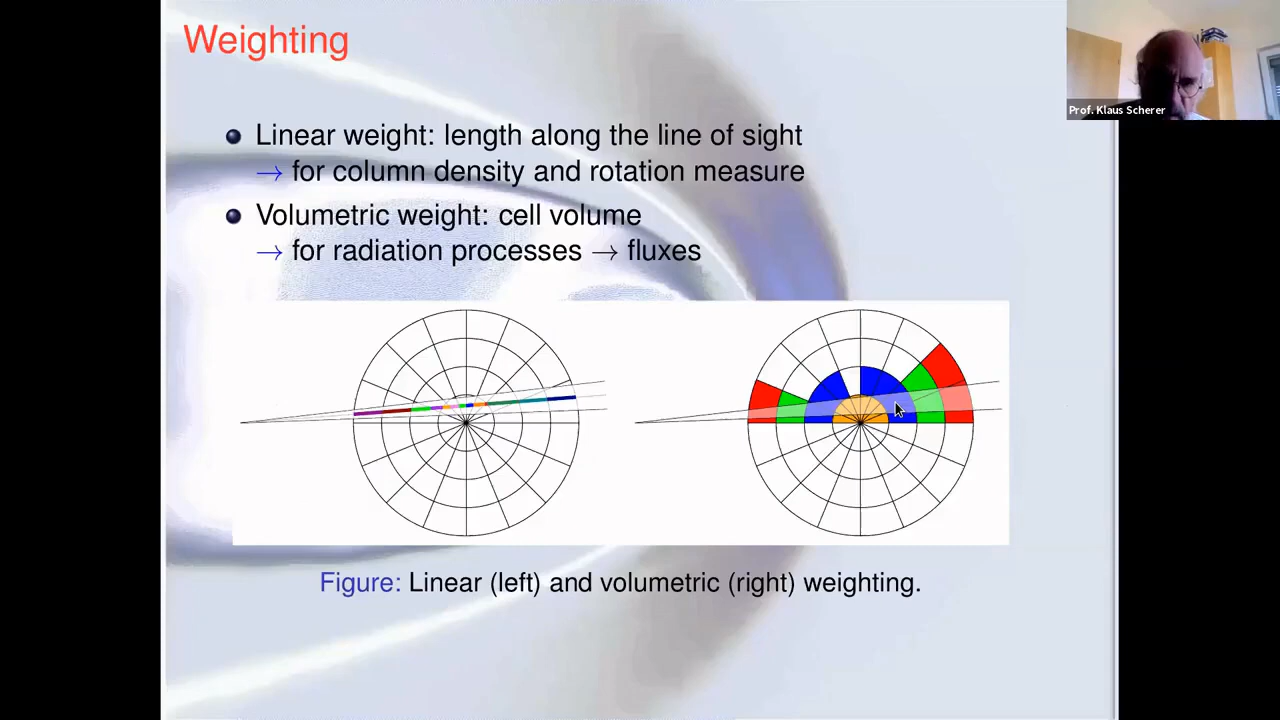 Weighting
Prof. Klaus Scherer
Linear weight: length along the line of sight
→ for column density and rotation measure
Volumetric weight: cell volume
→ for radiation processes → fluxes
Figure: Linear (left) and volumetric (right) weighting.